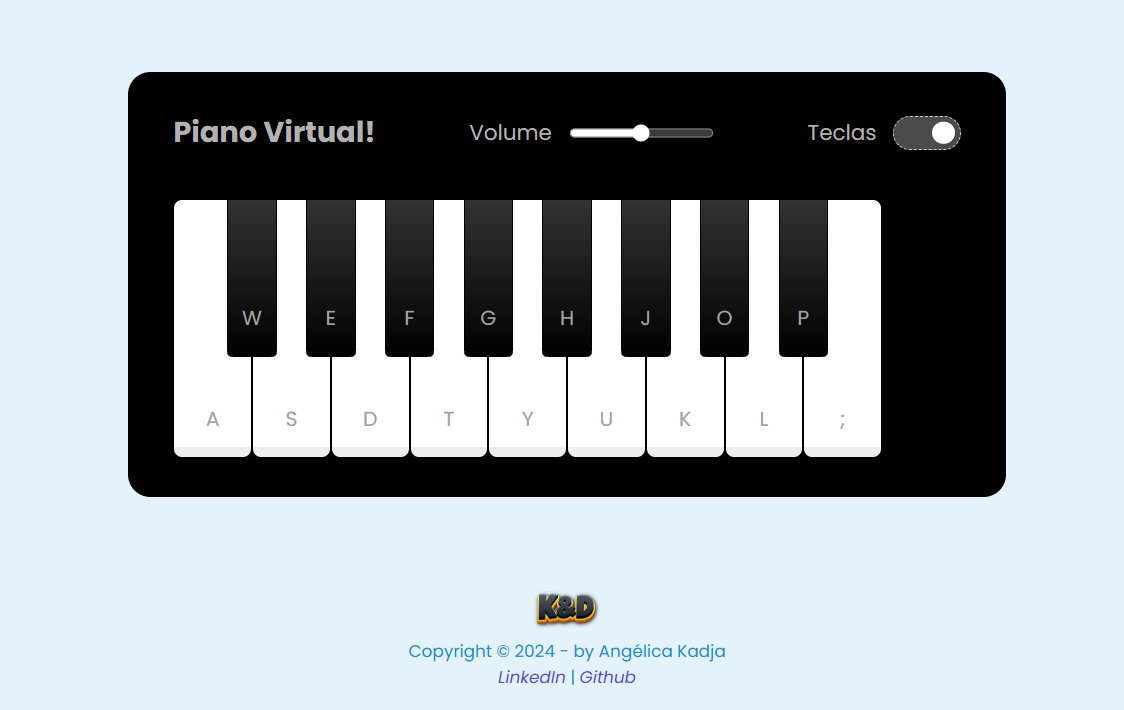 Piano Virtual! Volume Teclas
W E F G H J O P
A S D T Y U K L ;
K&D
Copyright © 2024 - by Angélica Kadja
LinkedIn | Github